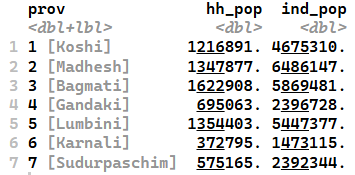 prov hh_pop ind_pop
<dbl+lbl> <dbl> <dbl>
1 1 [Koshi] 1216891. 4675310.
2 2 [Madhesh] 1347877. 6486147.
3 3 [Bagmati] 1622908. 5869481.
4 4 [Gandaki] 695063. 2396728.
5 5 [Lumbini] 1354403. 5447377.
6 6 [Karnali] 372795. 1473115.
7 7 [Sudurpaschim] 575165. 2392344.